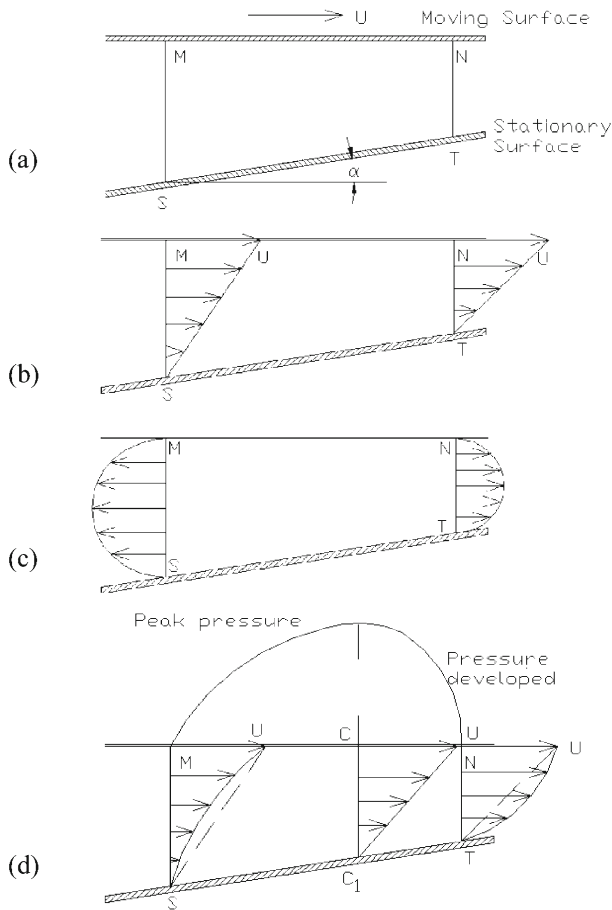 U Moving Surface
M N
Stationary
Surface
(a)
T
α
S
M U N U
(b)
T
S
M N
(c)
T
S
Peak pressure
Pressure
developed
U C U U
M N
(d)
T
C1
S